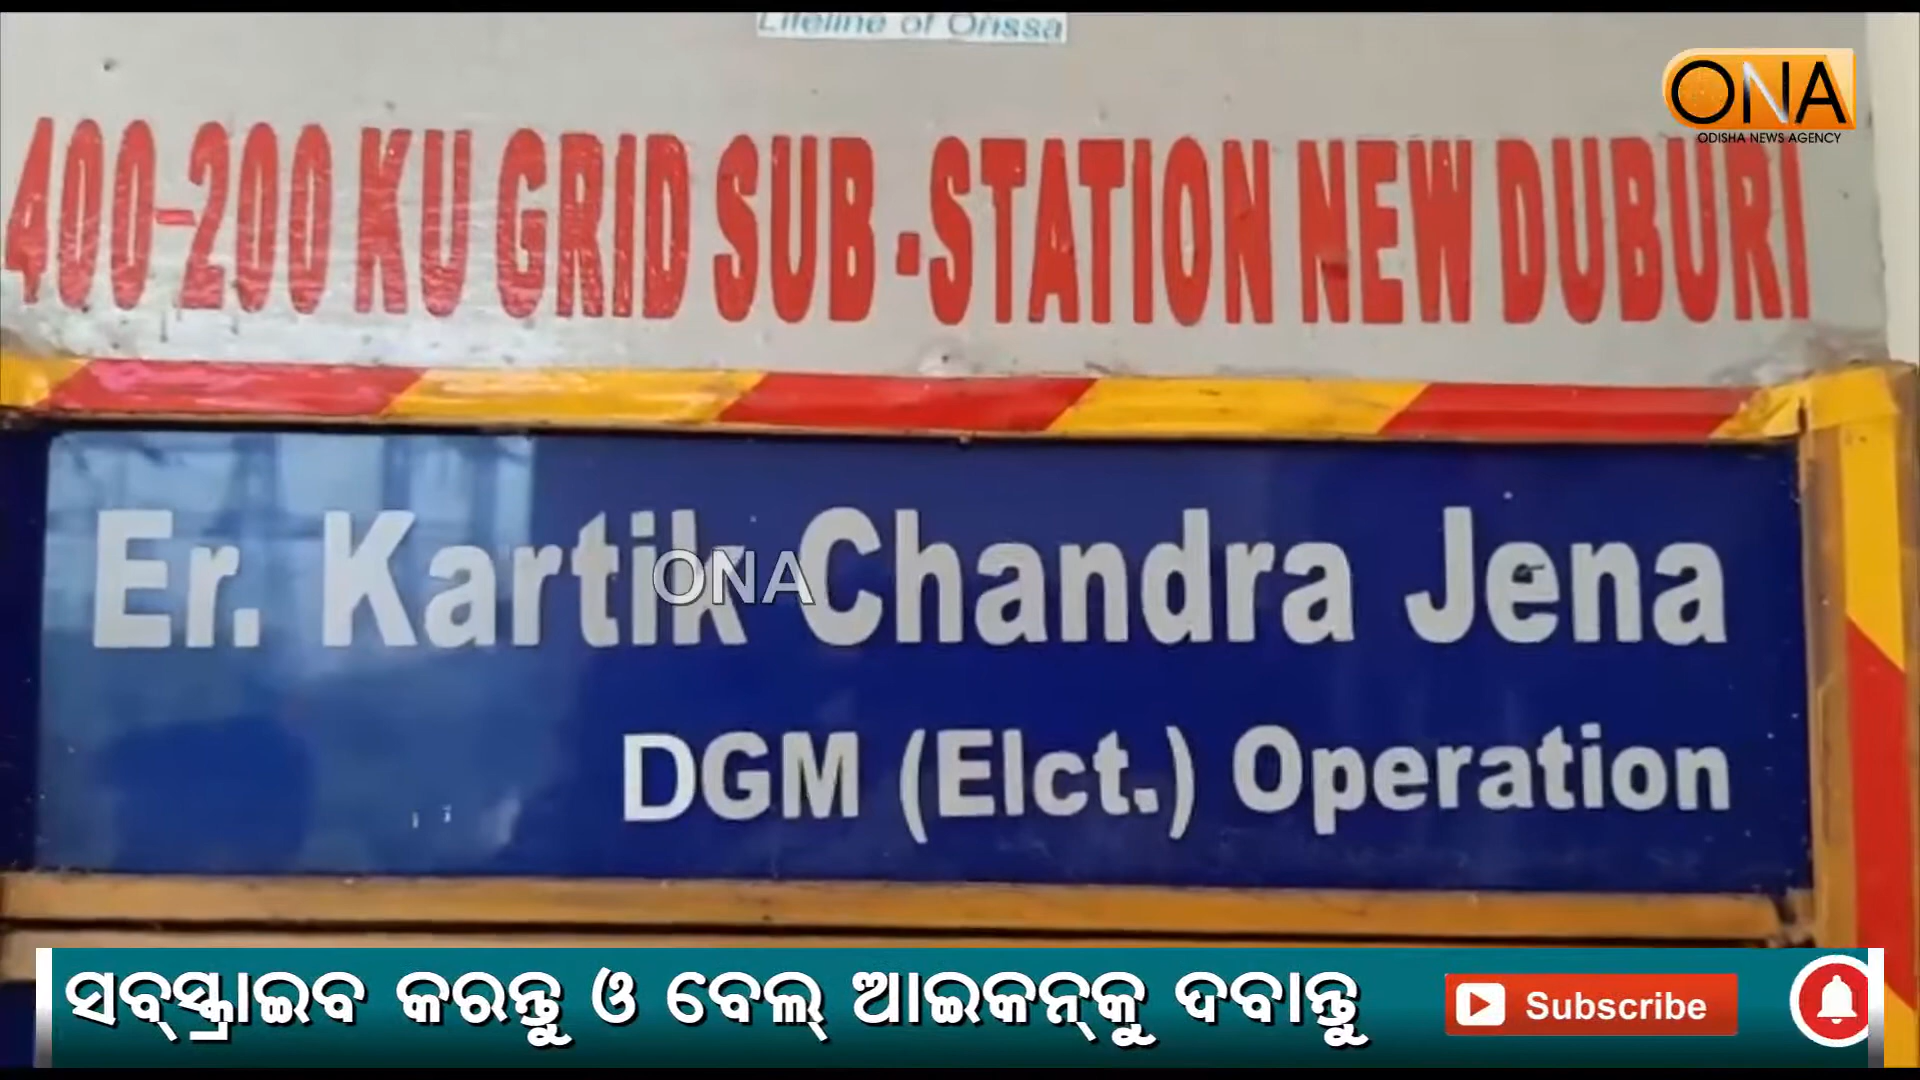 Lifeline of Orissa
ONA
ODISHA NEWS AGENCY
400-200 KU GRID SUB-STATION NEW DUBURI
Er. Kartik Chandra Jena
ONA
DGM (Elct.) Operation
ସବ୍‌ସ୍କ୍ରାଇବ କରନ୍ତୁ ଓ ବେଲ୍ ଆଇକନ୍‌କୁ ଦବାନ୍ତୁ
Subscribe